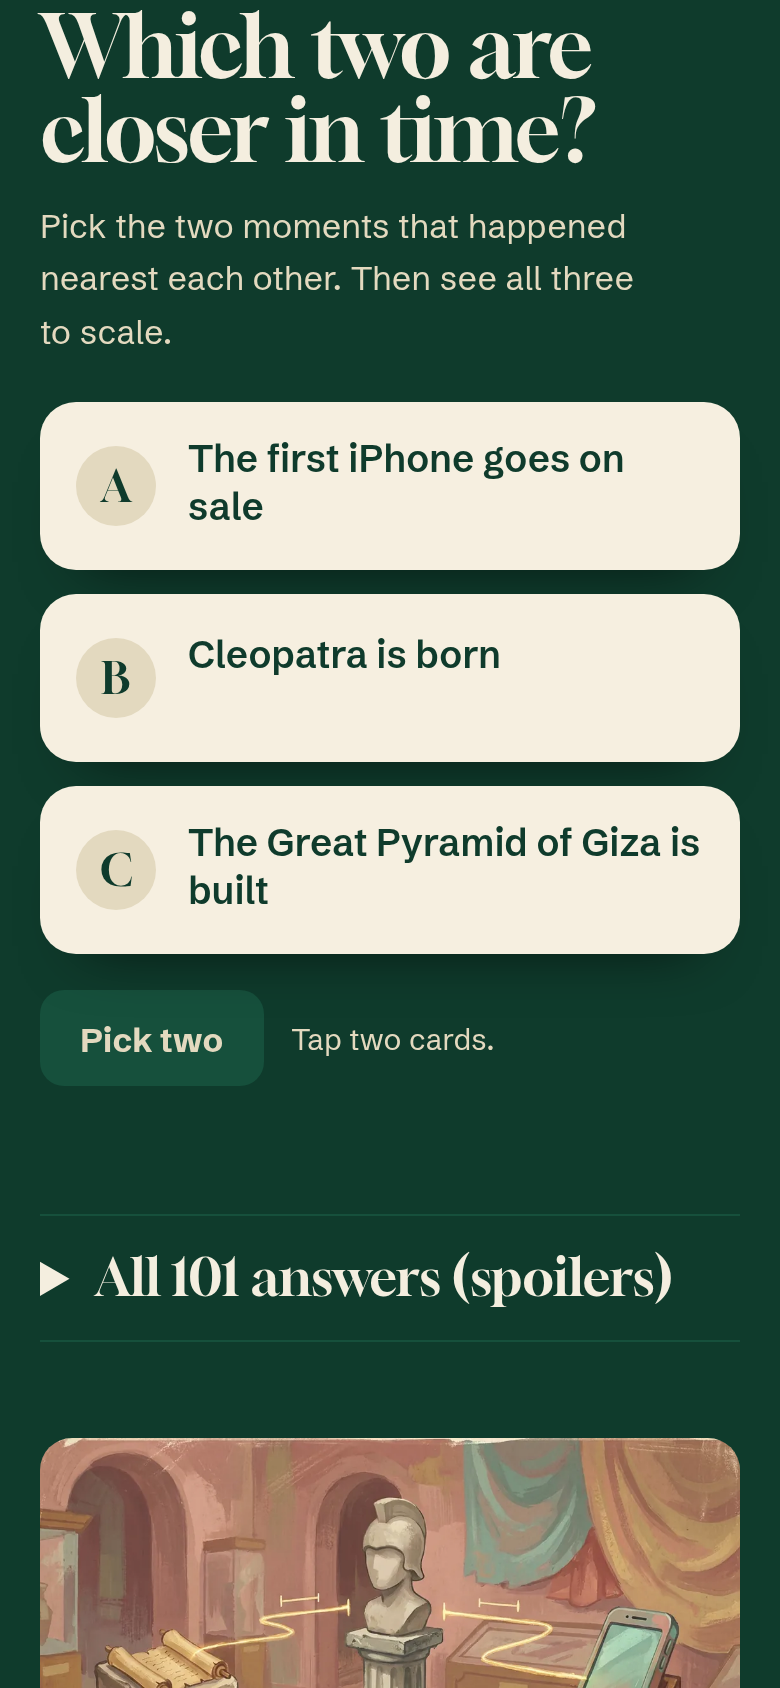 Which two are
closer in time?
Pick the two moments that happened
nearest each other. Then see all three
to scale.
A
The first iPhone goes on
sale
B
Cleopatra is born
C
The Great Pyramid of Giza is
built
Pick two
Tap two cards.
All 101 answers (spoilers)